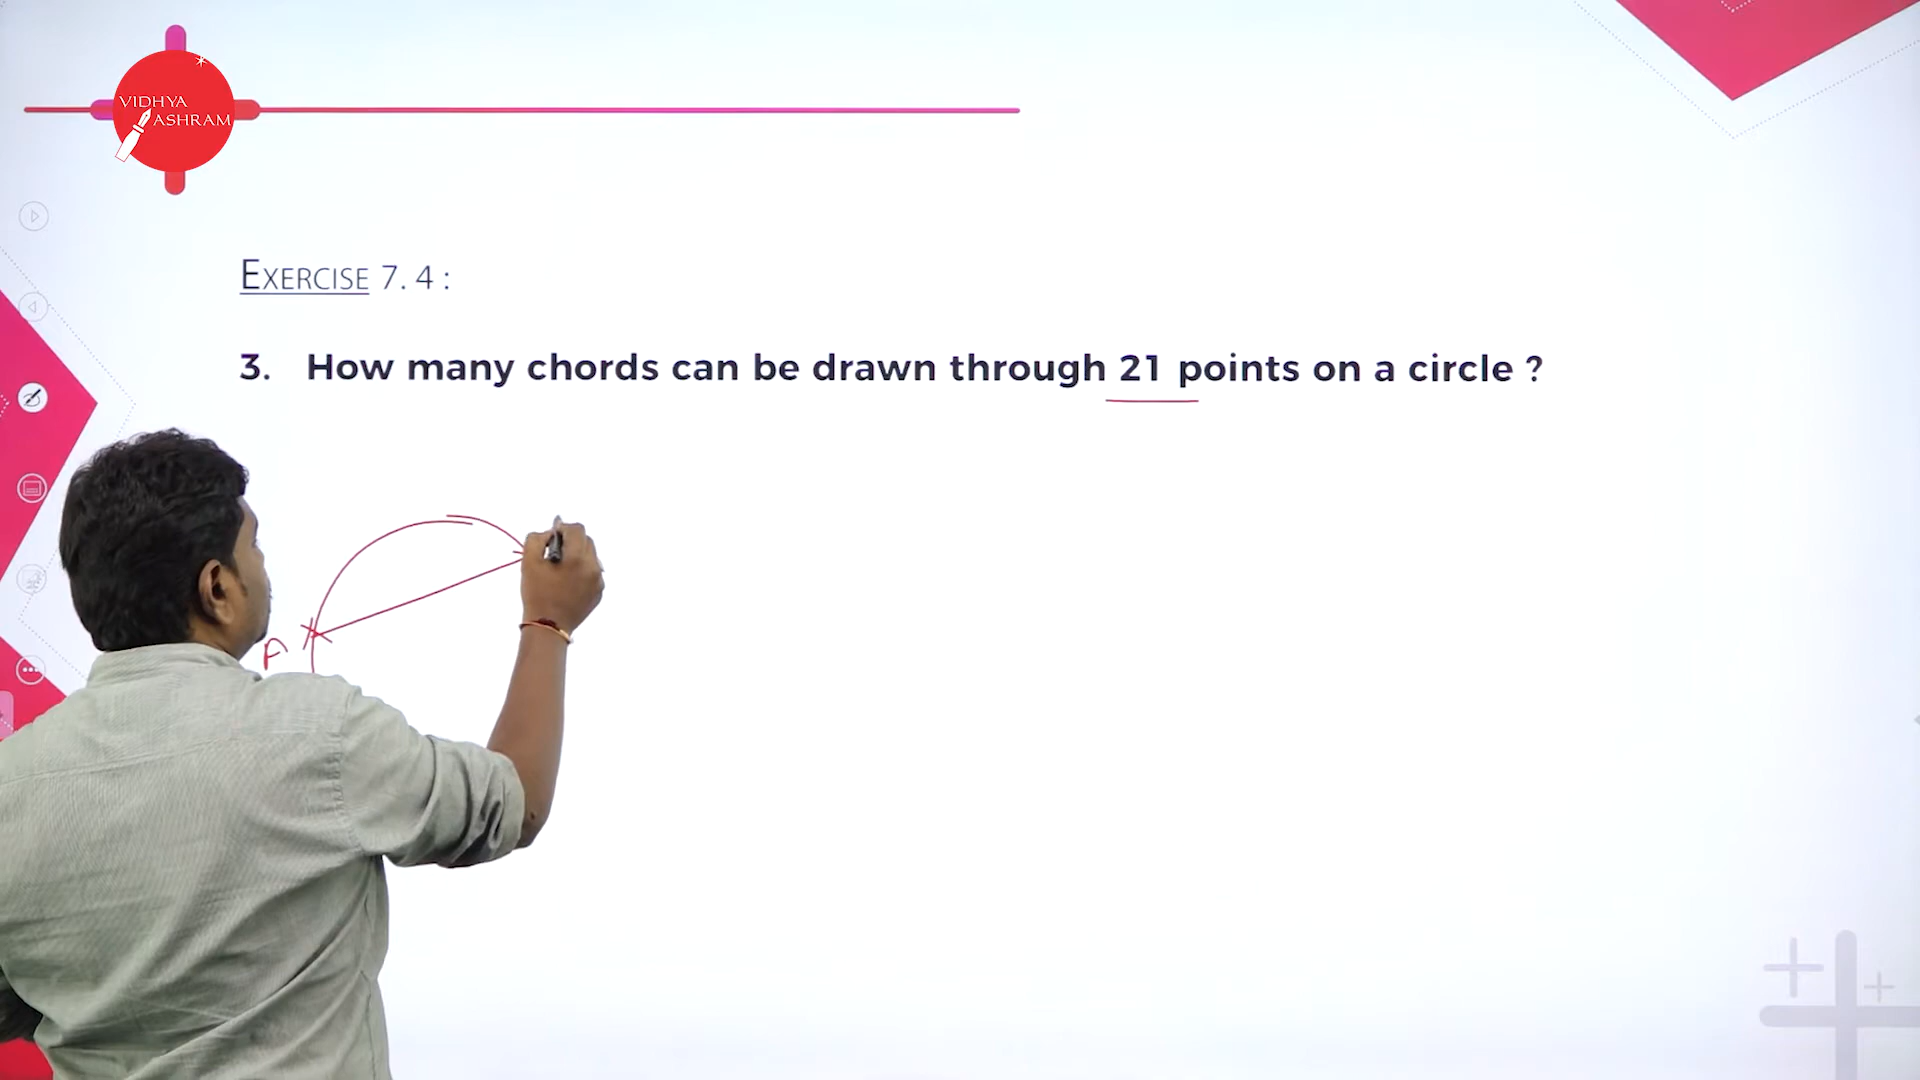 VIDHYA
ASHRAM
EXERCISE 7. 4 :
3. How many chords can be drawn through 21 points on a circle ?
A